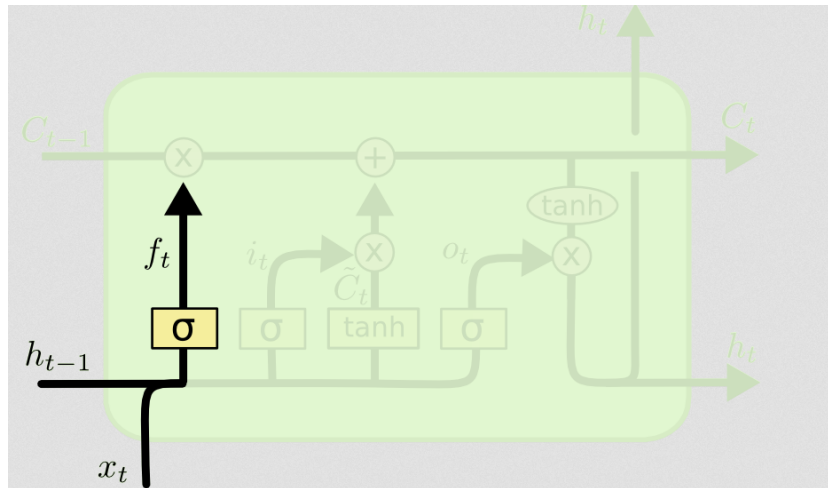 h_t
C_{t-1}
C_t
x
+
tanh
f_t
i_t
x
o_t
x
C̃_t
σ
σ
tanh
σ
h_{t-1}
h_t
x_t